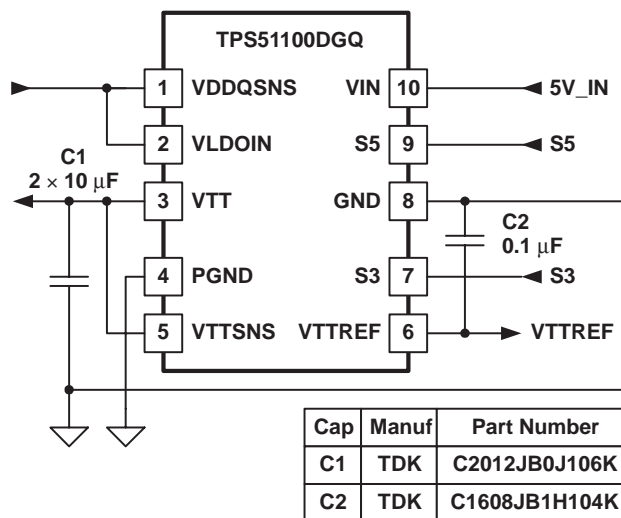 TPS51100DGQ
1 VDDQSNS VIN 10 5V_IN
2 VLDOIN S5 9 S5
C1
2 × 10 μF
3 VTT GND 8
C2
0.1 μF
4 PGND S3 7 S3
5 VTTSNS VTTREF 6 VTTREF
Cap Manuf Part Number
C1 TDK C2012JB0J106K
C2 TDK C1608JB1H104K